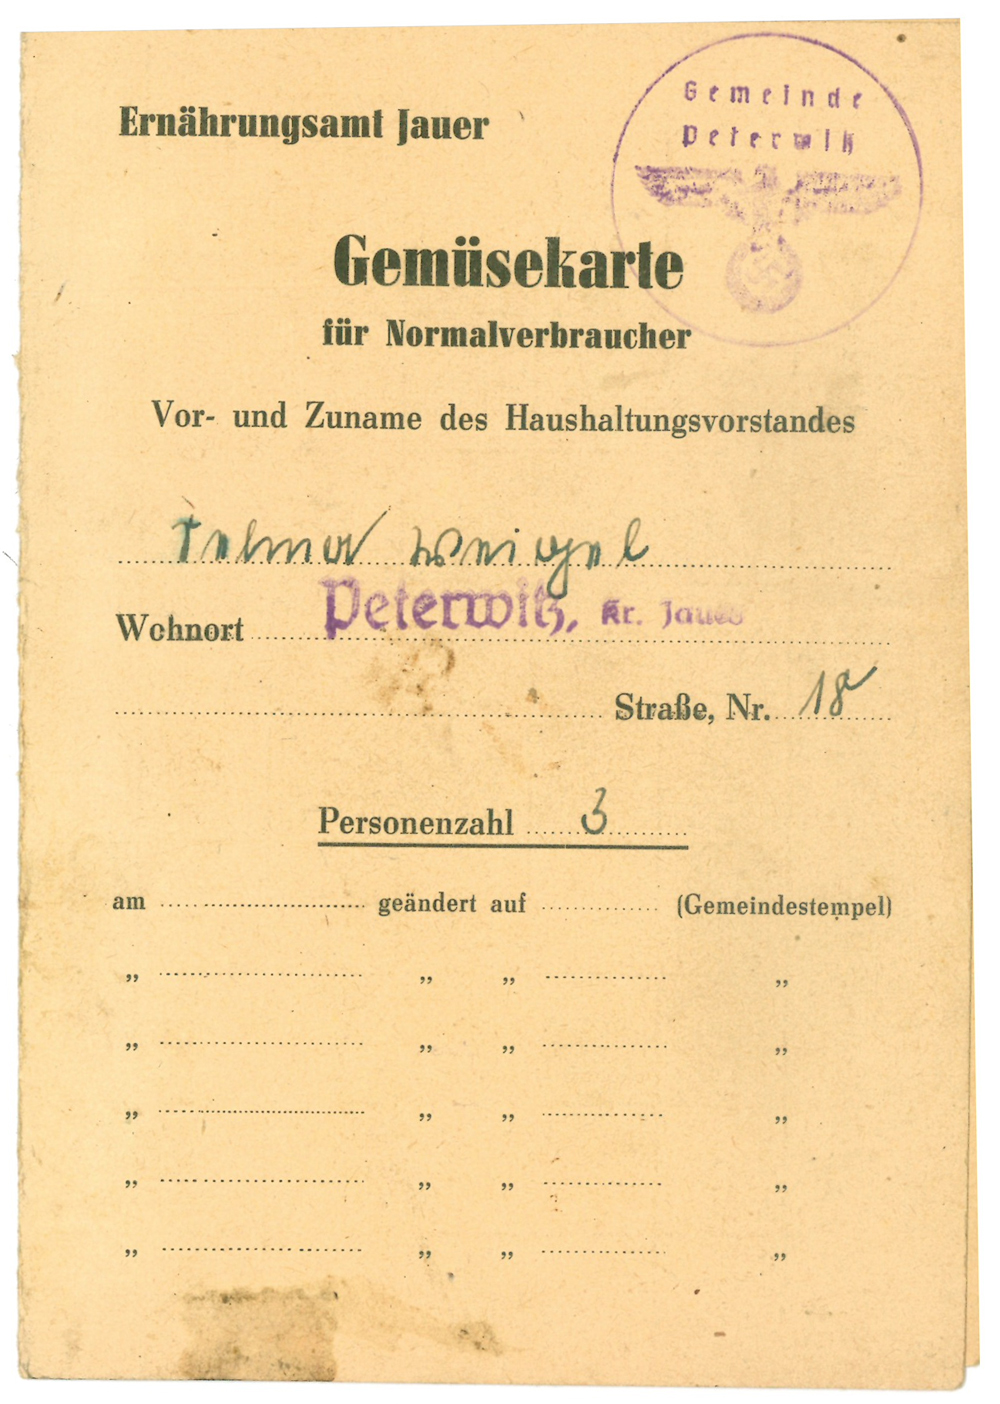 Gemeinde
Peterwitz
Ernährungsamt Jauer
Gemüsekarte
für Normalverbraucher
Vor- und Zuname des Haushaltungsvorstandes
Weigel
Wohnort Peterwitz, Kr. Jauer
Straße, Nr. 18
Personenzahl 3
am geändert auf (Gemeindestempel)
„ „ „ „
„ „ „ „
„ „ „ „
„ „ „ „
„ „ „ „